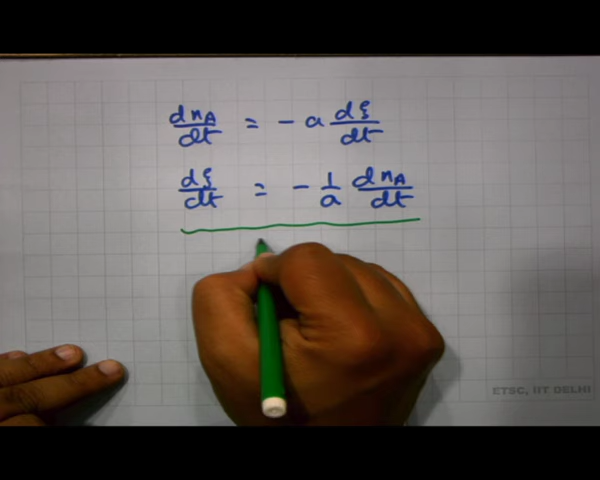 dn_A/dt = - a dξ/dt
dξ/dt = - 1/a dn_A/dt
ETSC, IIT DELHI